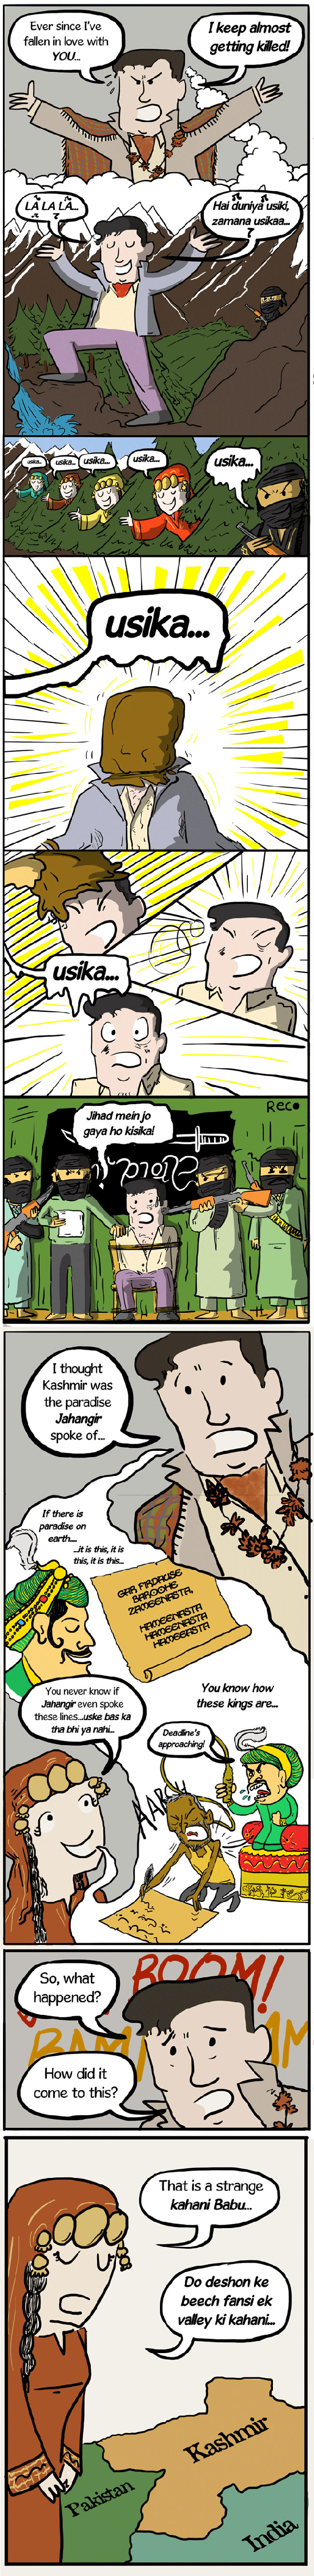 Ever since I've
fallen in love with
YOU...
I keep almost
getting killed!
LA LA LA...
Hai duniya usiki,
zamana usikaa...
usika...
usika...
usika...
usika...
usika...
usika...
usika...
Rec
Jihad mein jo
gaya ho kisika!
I thought
Kashmir was
the paradise
Jahangir
spoke of...
If there is
paradise on
earth....
...it is this, it is
this, it is this...
GAR FIRDAUSE
BAROOHE
ZAMEENASTA,
HAMEENASTA
HAMEENASTA
HAMEEASTA
You never know if
Jahangir even spoke
these lines...uske bas ka
tha bhi ya nahi...
You know how
these kings are...
Deadline's
approaching!
AARGH
So, what
happened?
BOOM!
BAM
AM
How did it
come to this?
That is a strange
kahani Babu...
Do deshon ke
beech fansi ek
valley ki kahani...
Kashmir
Pakistan
India